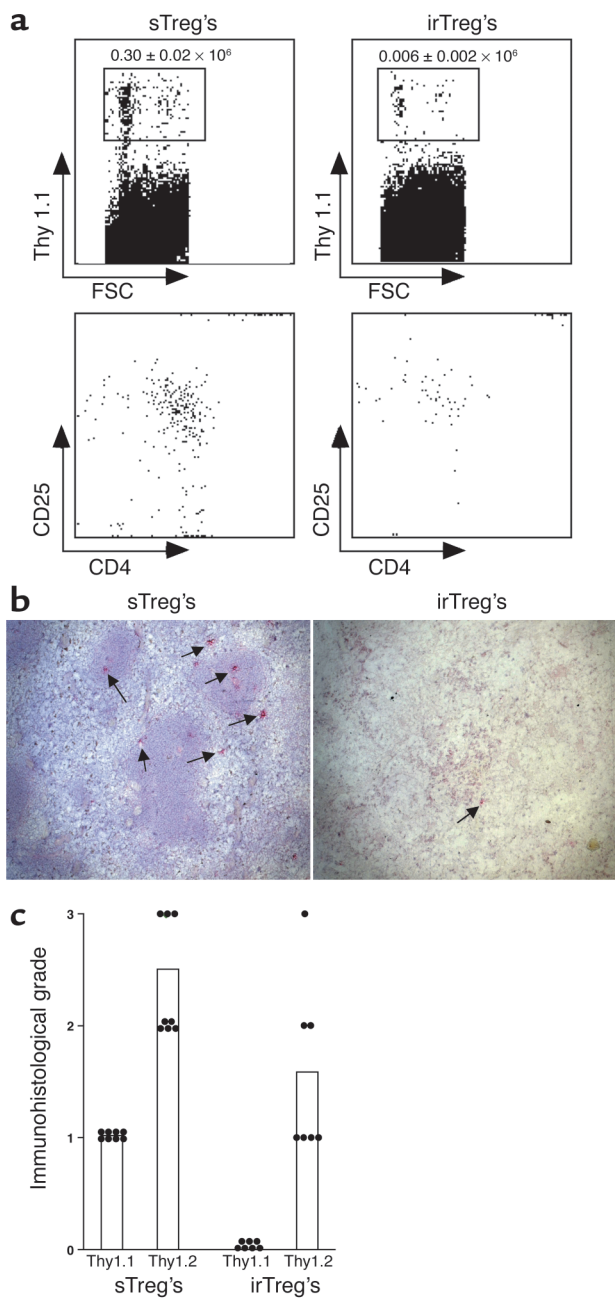 a
sTreg's
irTreg's
0.30 ± 0.02 × 10⁶
0.006 ± 0.002 × 10⁶
Thy 1.1
FSC
Thy 1.1
FSC
CD25
CD4
CD25
CD4
b
sTreg's
irTreg's
c
Immunohistological grade
3
2
1
0
Thy1.1
Thy1.2
Thy1.1
Thy1.2
sTreg's
irTreg's